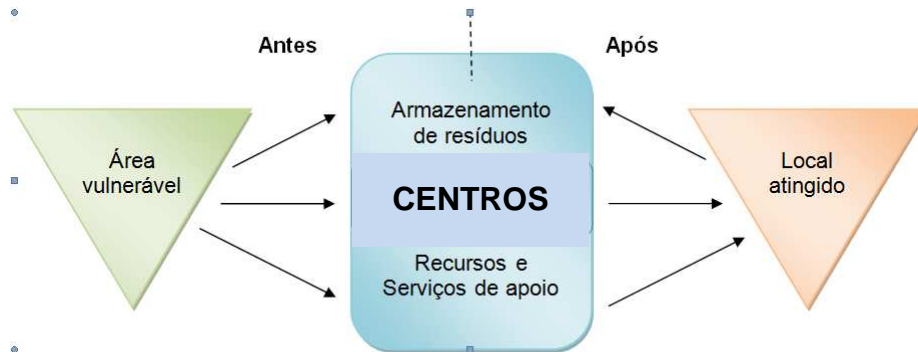 Antes
Após
Área
vulnerável
Armazenamento
de resíduos
CENTROS
Recursos e
Serviços de apoio
Local
atingido